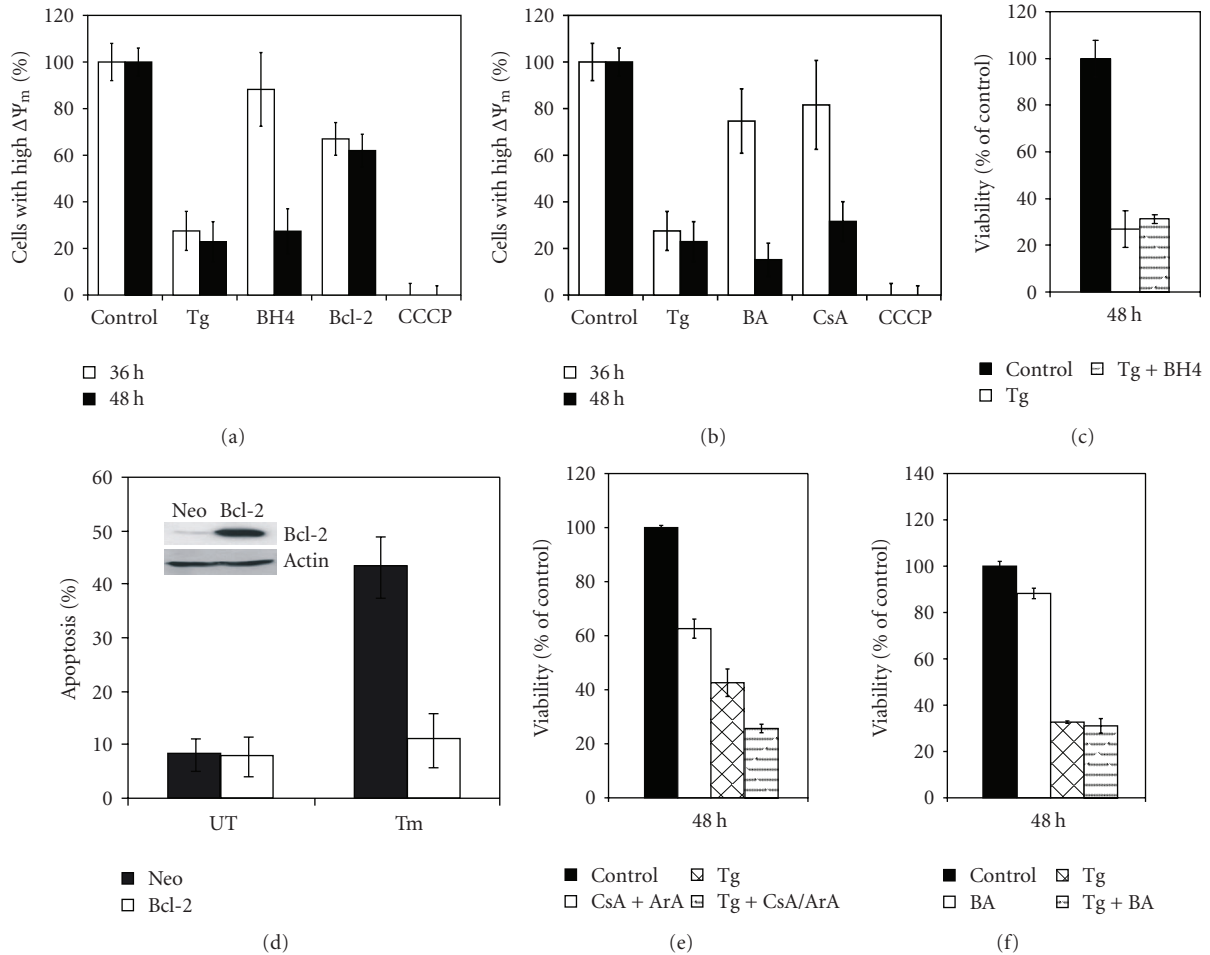 Cells with high ΔΨm (%)
120
100
80
60
40
20
0
Control Tg BH4 Bcl-2 CCCP
36 h
48 h
(a)
Cells with high ΔΨm (%)
120
100
80
60
40
20
0
Control Tg BA CsA CCCP
36 h
48 h
(b)
Viability (% of control)
120
100
80
60
40
20
0
48 h
Control Tg + BH4
Tg
(c)
Apoptosis (%)
60
50
40
30
20
10
0
Neo Bcl-2
Bcl-2
Actin
UT Tm
Neo
Bcl-2
(d)
Viability (% of control)
120
100
80
60
40
20
0
48 h
Control Tg
CsA + ArA Tg + CsA/ArA
(e)
Viability (% of control)
140
120
100
80
60
40
20
0
48 h
Control Tg
BA Tg + BA
(f)